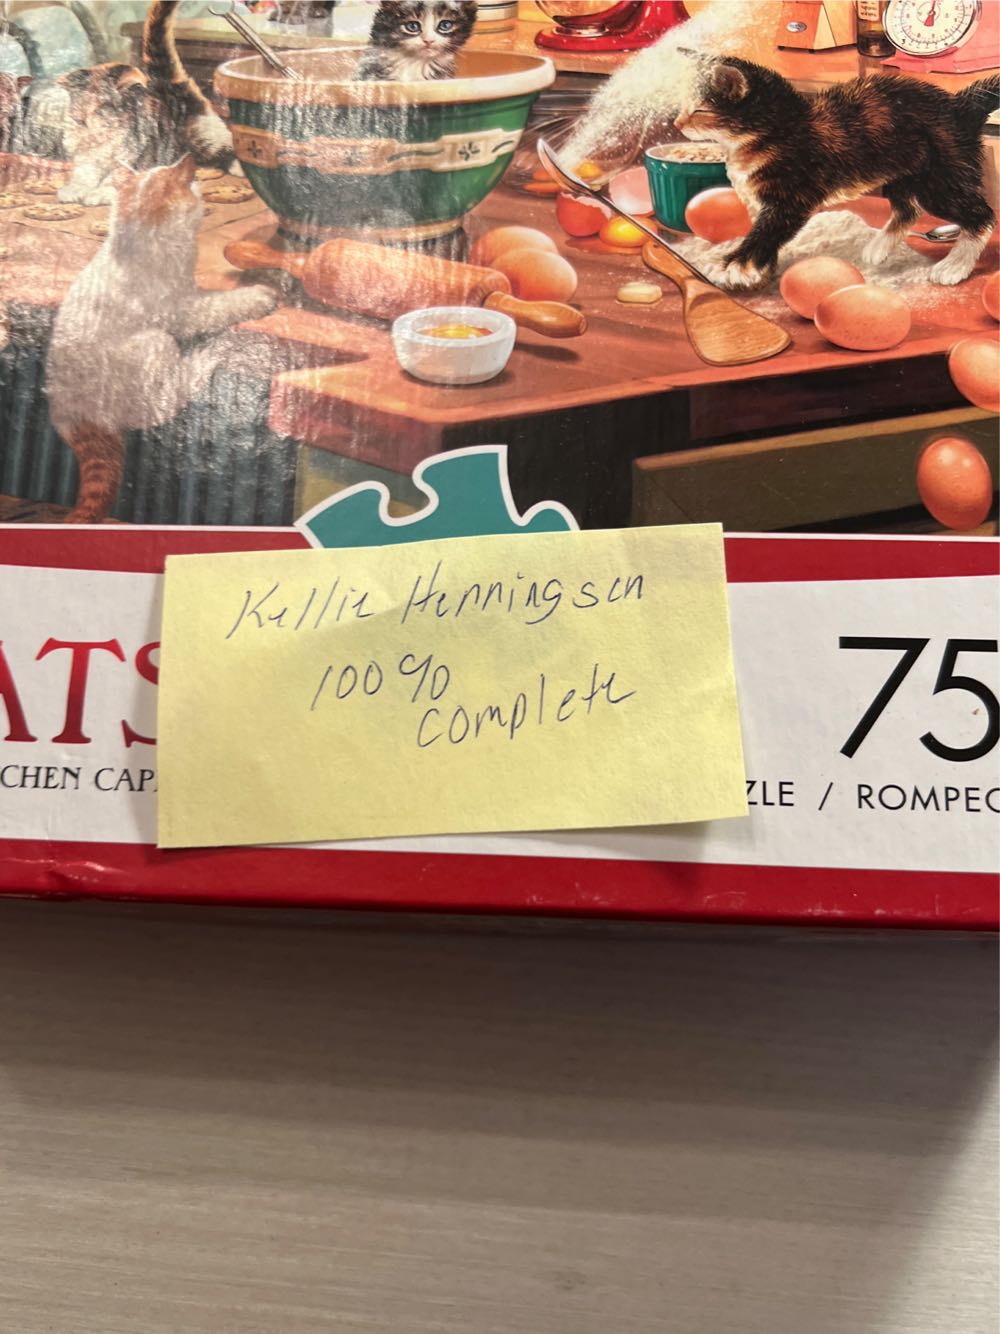 Kellie Henningsen
100%
complete
ATS
CHEN CAP
75
ZLE / ROMPEC